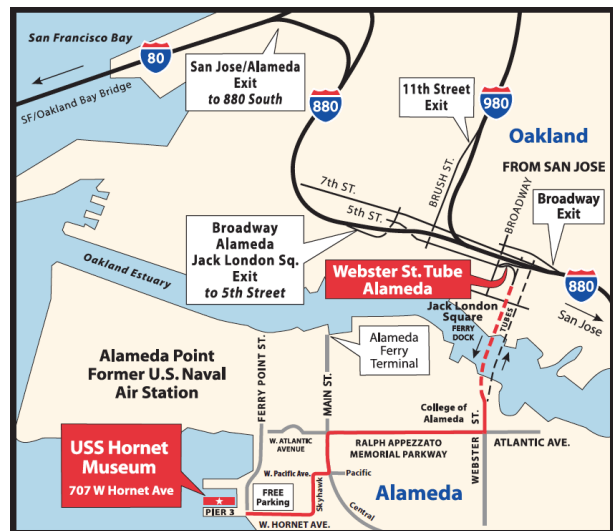 San Francisco Bay
80
SF/Oakland Bay Bridge
San Jose/Alameda
Exit
to 880 South
880
11th Street
Exit
980
Oakland
FROM SAN JOSE
7th ST.
5th ST.
BRUSH ST.
BROADWAY
Broadway
Exit
Broadway
Alameda
Jack London Sq.
Exit
to 5th Street
Webster St. Tube
Alameda
880
San Jose
Oakland Estuary
Jack London
Square
FERRY
DOCK
TUBES
Alameda Point
Former U.S. Naval
Air Station
FERRY POINT ST.
MAIN ST.
Alameda
Ferry
Terminal
College of
Alameda
WEBSTER ST.
W. ATLANTIC
AVENUE
RALPH APPEZZATO
MEMORIAL PARKWAY
ATLANTIC AVE.
USS Hornet
Museum
707 W Hornet Ave
PIER 3
W. Pacific Ave.
Pacific
Skyhawk
FREE
Parking
Alameda
Central
W. HORNET AVE.